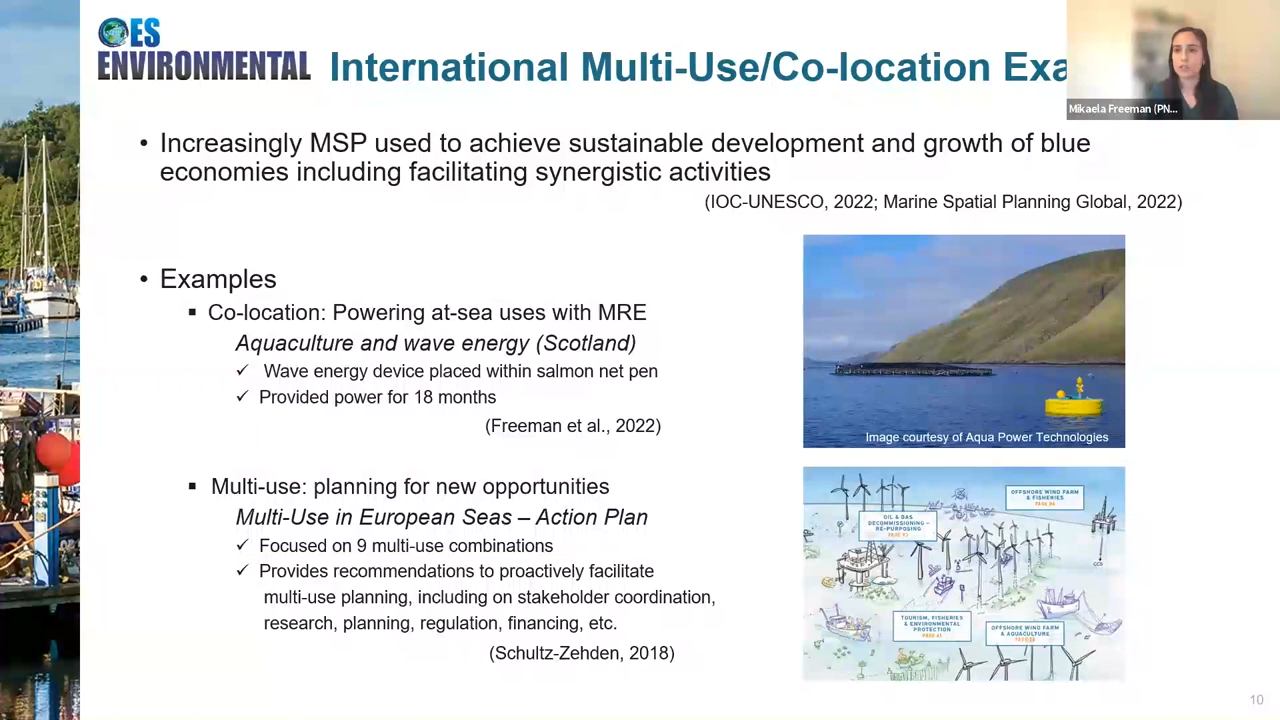 OES
ENVIRONMENTAL
International Multi-Use/Co-location Exa
Mikaela Freeman (PN...
• Increasingly MSP used to achieve sustainable development and growth of blue
economies including facilitating synergistic activities
(IOC-UNESCO, 2022; Marine Spatial Planning Global, 2022)
• Examples
▪ Co-location: Powering at-sea uses with MRE
Aquaculture and wave energy (Scotland)
✓ Wave energy device placed within salmon net pen
✓ Provided power for 18 months
(Freeman et al., 2022)
Image courtesy of Aqua Power Technologies
▪ Multi-use: planning for new opportunities
Multi-Use in European Seas – Action Plan
✓ Focused on 9 multi-use combinations
✓ Provides recommendations to proactively facilitate
multi-use planning, including on stakeholder coordination,
research, planning, regulation, financing, etc.
(Schultz-Zehden, 2018)
OFFSHORE WIND FARM
& FISHERIES
OIL & GAS
DECOMMISSIONING –
RE-PURPOSING
TOURISM, FISHERIES
& ENVIRONMENTAL
PROTECTION
OFFSHORE WIND FARM
& AQUACULTURE
10